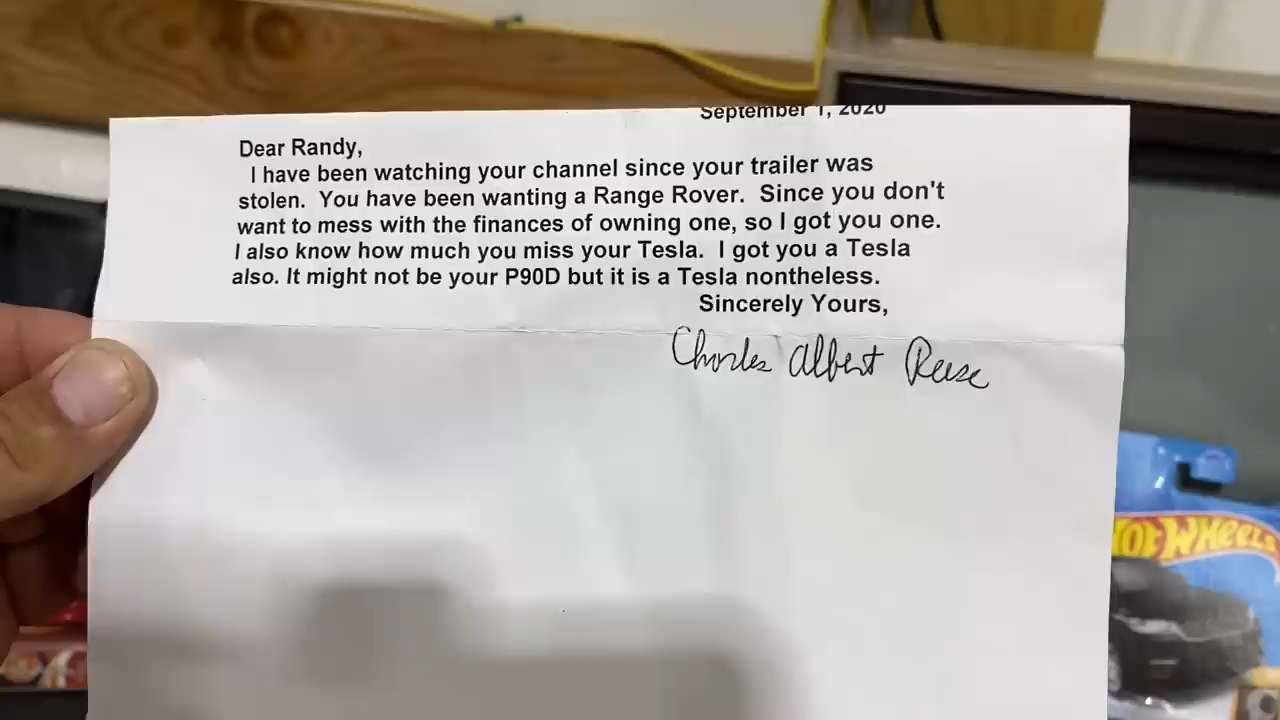 September 1, 2020
Dear Randy,
I have been watching your channel since your trailer was
stolen. You have been wanting a Range Rover. Since you don't
want to mess with the finances of owning one, so I got you one.
I also know how much you miss your Tesla. I got you a Tesla
also. It might not be your P90D but it is a Tesla nontheless.
Sincerely Yours,
Charles Albert Reese
HOT WHEELS